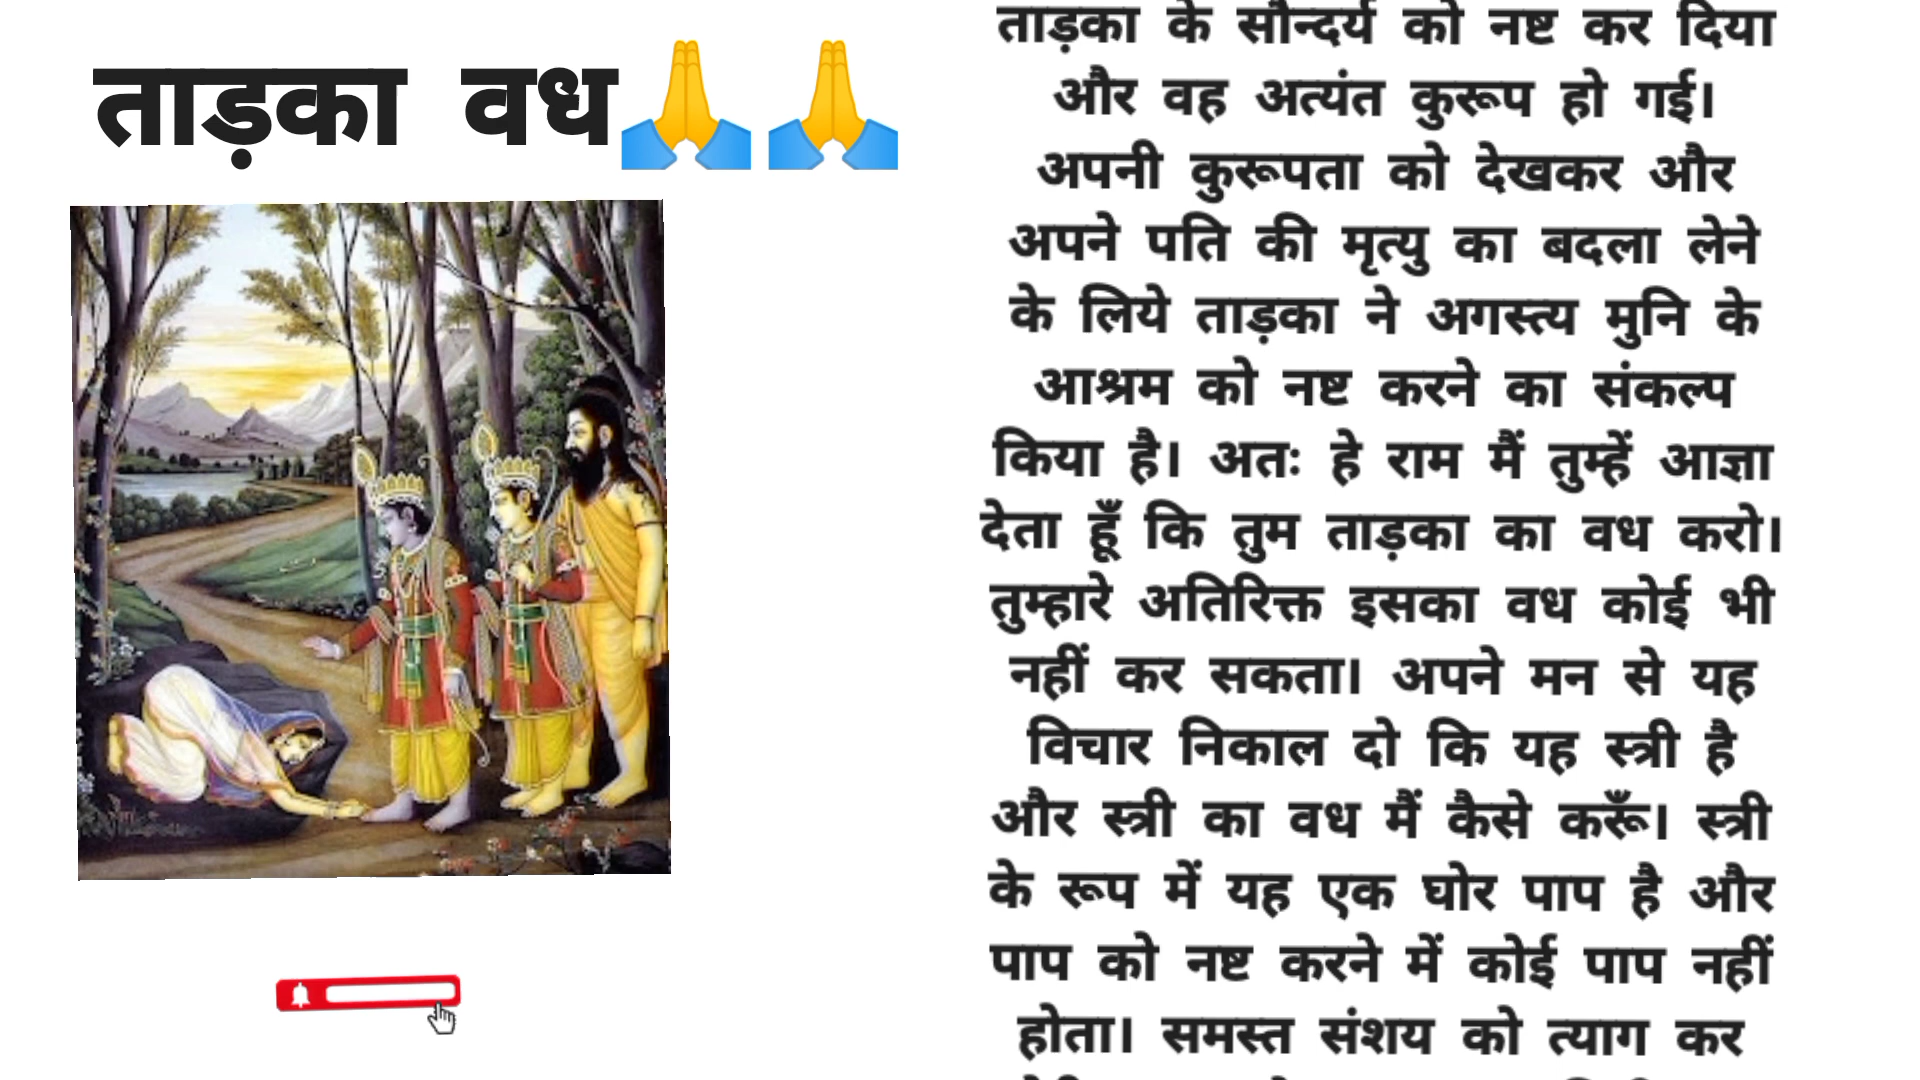 ताड़का वध🙏🙏
ताड़का के सौन्दर्य को नष्ट कर दिया
और वह अत्यंत कुरूप हो गई।
अपनी कुरूपता को देखकर और
अपने पति की मृत्यु का बदला लेने
के लिये ताड़का ने अगस्त्य मुनि के
आश्रम को नष्ट करने का संकल्प
किया है। अतः हे राम मैं तुम्हें आज्ञा
देता हूँ कि तुम ताड़का का वध करो।
तुम्हारे अतिरिक्त इसका वध कोई भी
नहीं कर सकता। अपने मन से यह
विचार निकाल दो कि यह स्त्री है
और स्त्री का वध मैं कैसे करूँ। स्त्री
के रूप में यह एक घोर पाप है और
पाप को नष्ट करने में कोई पाप नहीं
होता। समस्त संशय को त्याग कर